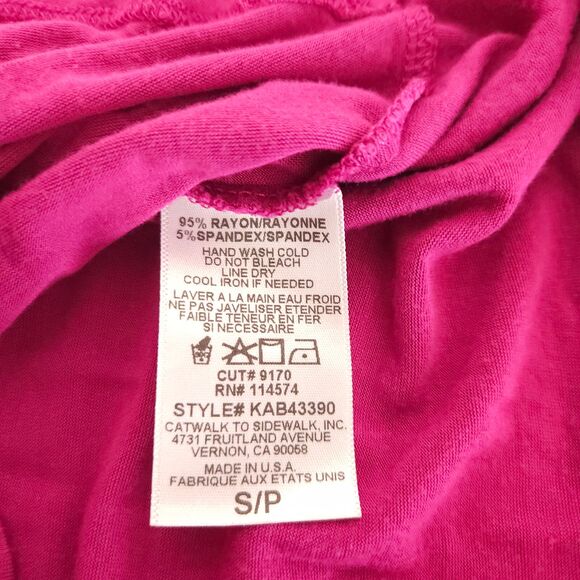 95% RAYON/RAYONNE
5%SPANDEX/SPANDEX
HAND WASH COLD
DO NOT BLEACH
LINE DRY
COOL IRON IF NEEDED
LAVER A LA MAIN EAU FROID
NE PAS JAVELISER ETENDER
FAIBLE TENEUR EN FER
SI NECESSAIRE
CUT# 9170
RN# 114574
STYLE# KAB43390
CATWALK TO SIDEWALK, INC.
4731 FRUITLAND AVENUE
VERNON, CA 90058
MADE IN U.S.A.
FABRIQUE AUX ETATS UNIS
S/P